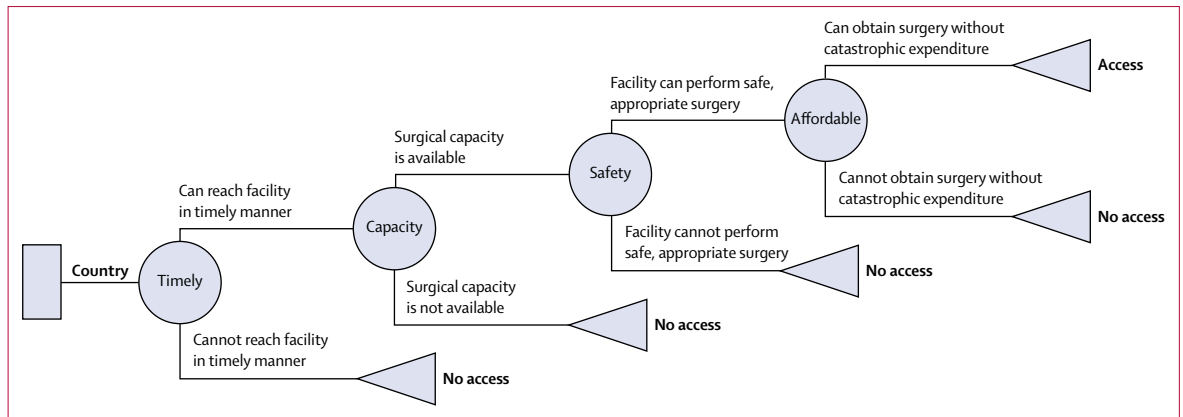 Can obtain surgery without
catastrophic expenditure
Access
Facility can perform safe,
appropriate surgery
Affordable
Surgical capacity
is available
Safety
Cannot obtain surgery without
catastrophic expenditure
No access
Can reach facility
in timely manner
Capacity
Facility cannot perform
safe, appropriate surgery
No access
Country
Timely
Surgical capacity
is not available
No access
Cannot reach facility
in timely manner
No access